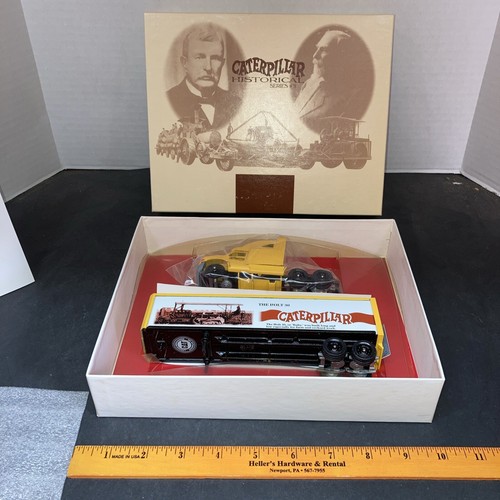 CATERPILLAR
HISTORICAL
SERIES #1
THE HOLT 30
CATERPILLAR
MADE IN USA
1 2 3 4 5 6 7 8 9 10 11
Heller's Hardware & Rental
Newport, PA • 567-7955